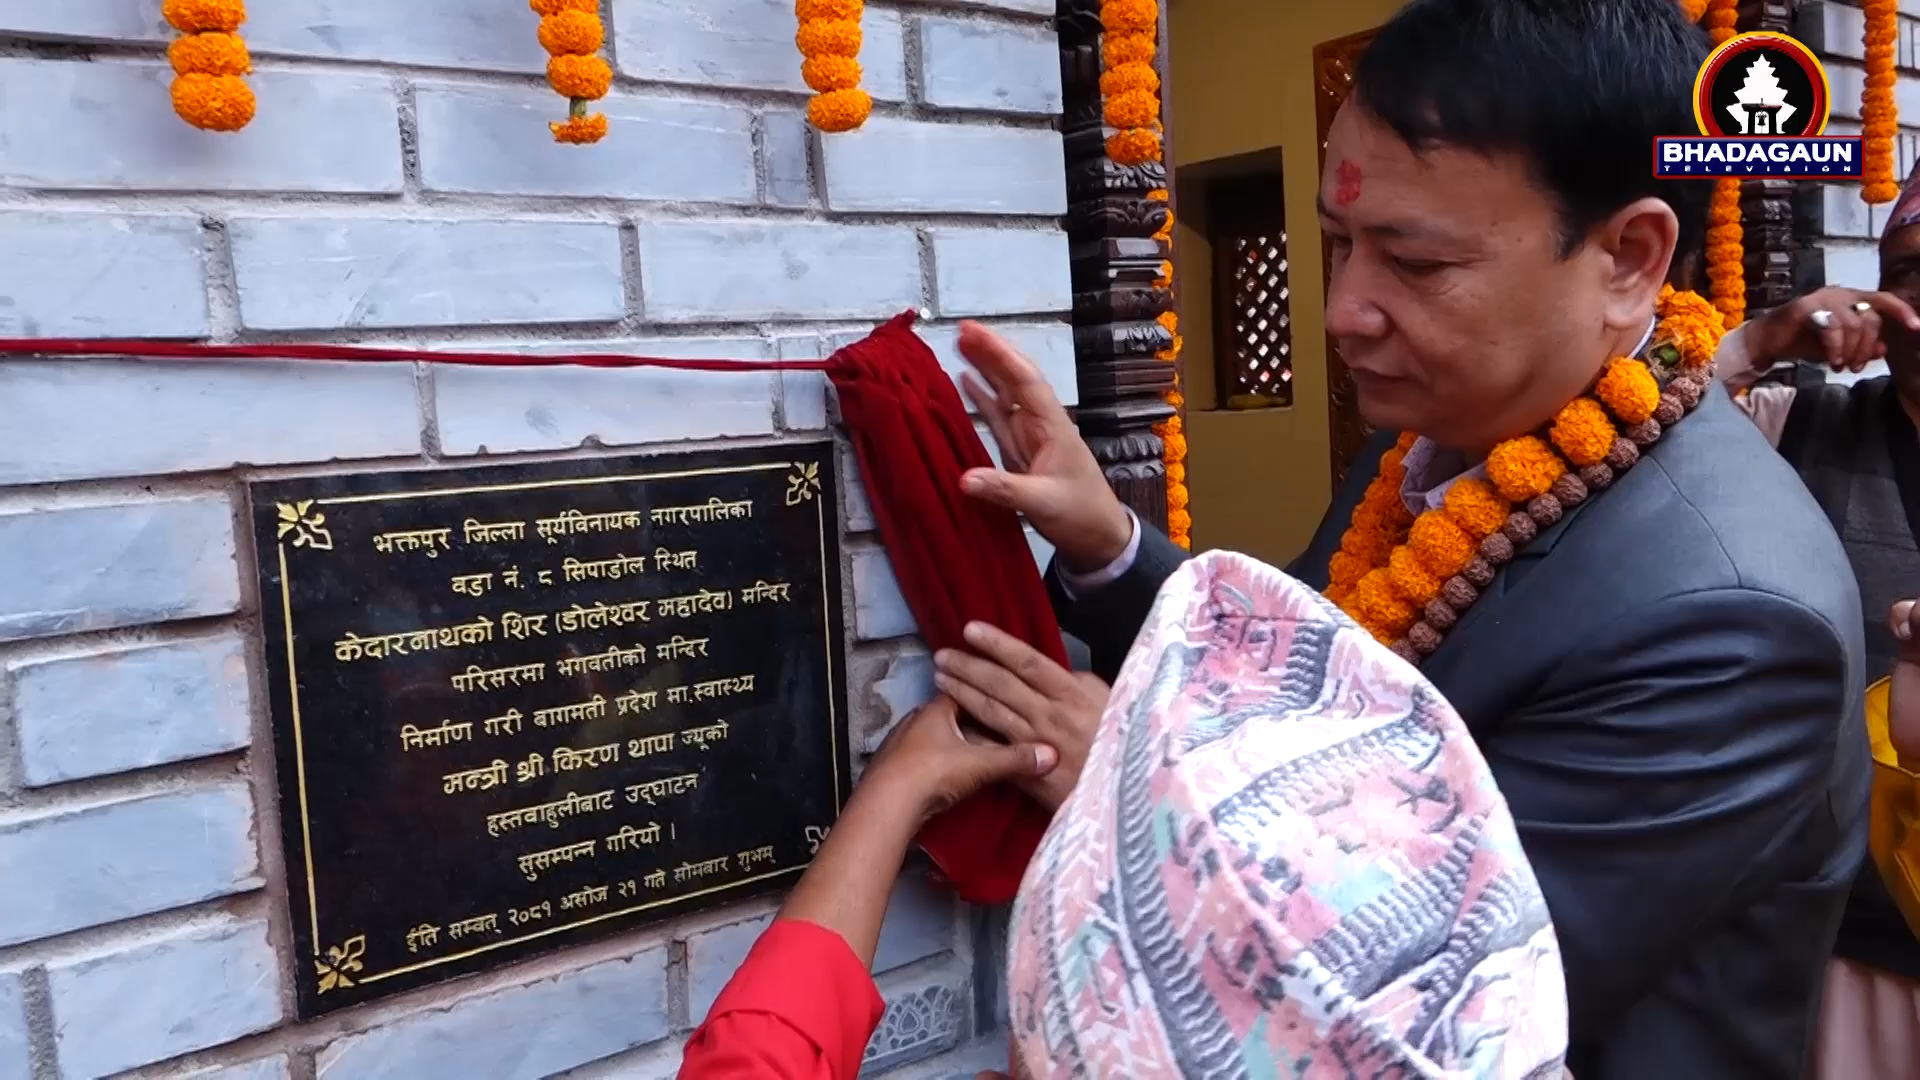 BHADAGAUN
TELEVISION
भक्तपुर जिल्ला सूर्यविनायक नगरपालिका
वडा नं. ८ सिपाडोल स्थित
केदारनाथको शिर (डोलेश्वर महादेव) मन्दिर
परिसरमा भगवतीको मन्दिर
निर्माण गरी बागमती प्रदेश मा.स्वास्थ्य
मन्त्री श्री किरण थापा ज्यूको
हस्तवाहुलीबाट उद्घाटन
सुसम्पन्न गरियो ।
ईति सम्वत् २०८१ असोज २१ गते सोमबार शुभम्